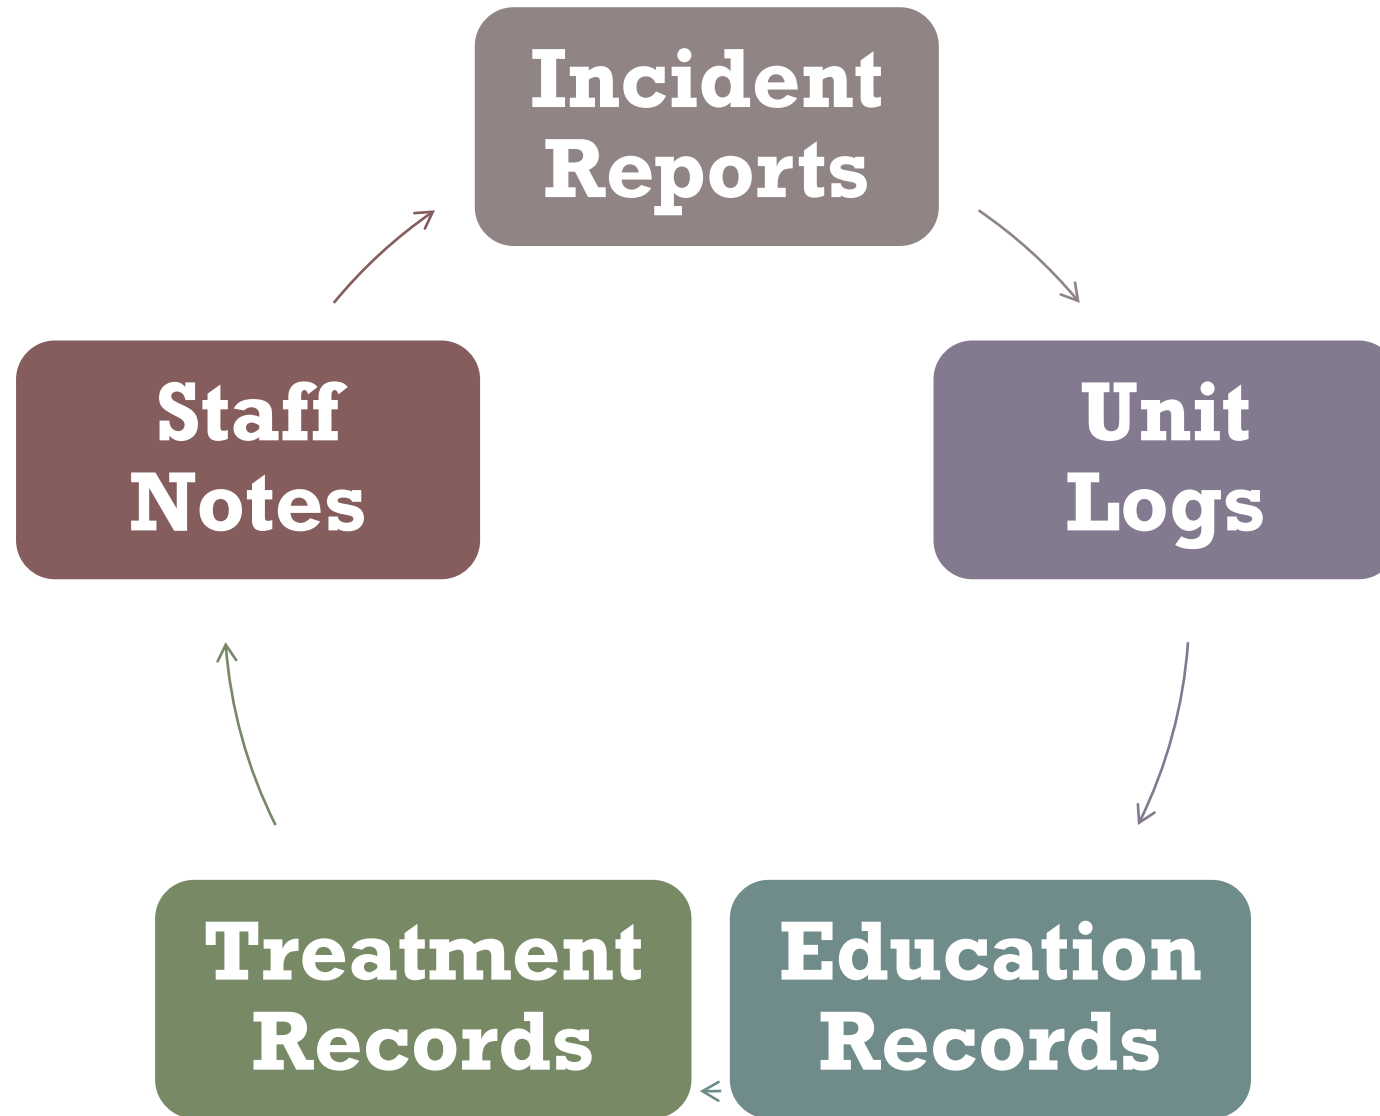 Incident
Reports
Unit
Logs
Education
Records
Treatment
Records
Staff
Notes